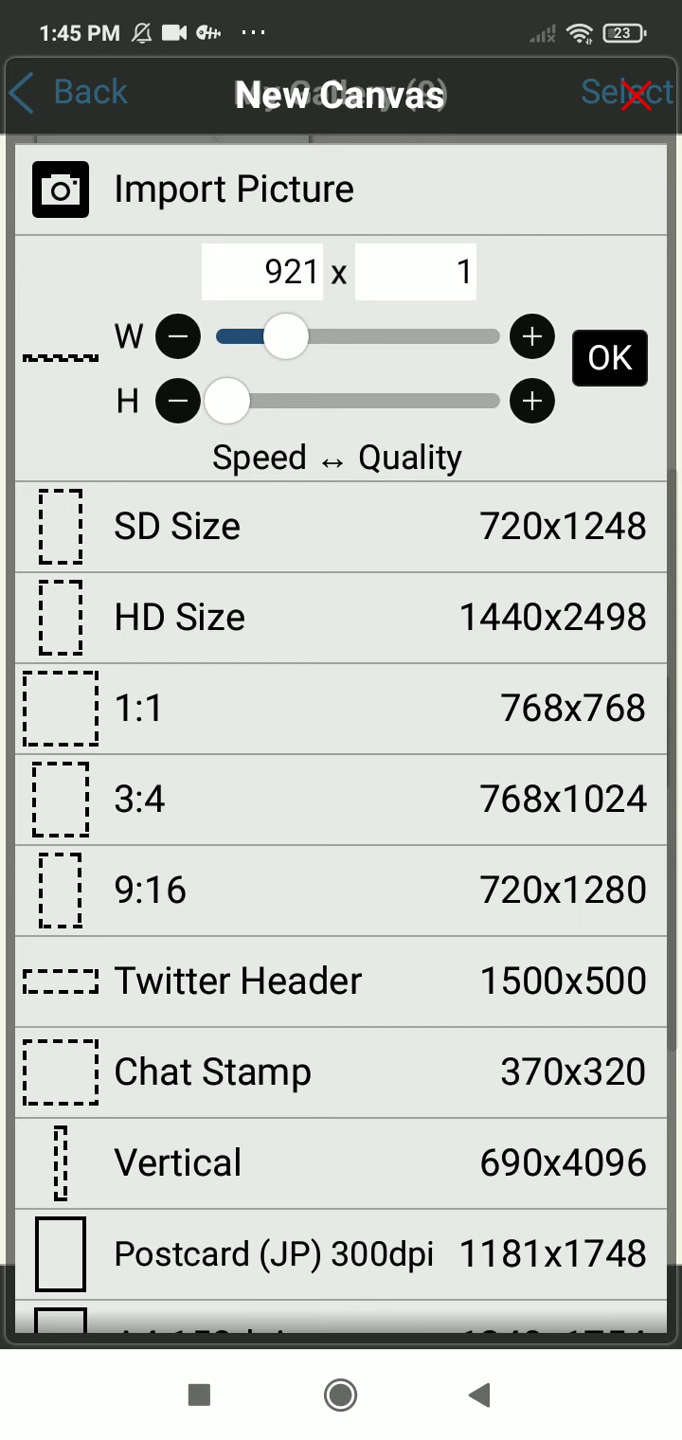 1:45 PM 23
Back New Canvas Select
Import Picture
921 x 1
W
OK
H
Speed ↔ Quality
SD Size 720x1248
HD Size 1440x2498
1:1 768x768
3:4 768x1024
9:16 720x1280
Twitter Header 1500x500
Chat Stamp 370x320
Vertical 690x4096
Postcard (JP) 300dpi 1181x1748